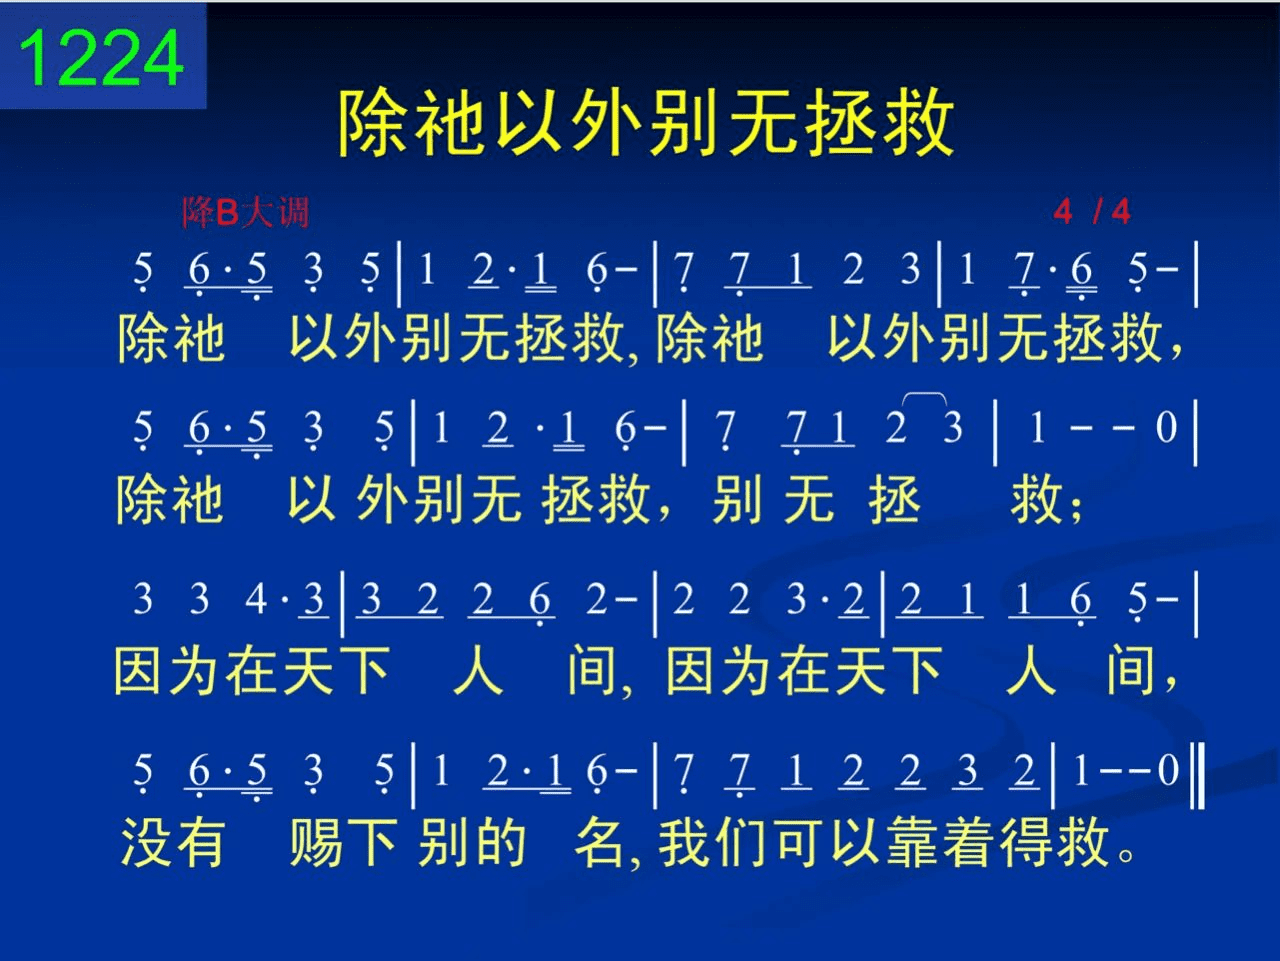 1224
除祂以外别无拯救
降B大调 4 / 4
5 6·5 3 5|1 2·1 6-|7 7 1 2 3|1 7·6 5-|
除祂 以外别无拯救, 除祂 以外别无拯救,
5 6·5 3 5|1 2·1 6-|7 7 1 2 3|1 - - 0|
除祂 以 外别无 拯救, 别 无 拯 救;
3 3 4·3|3 2 2 6 2-|2 2 3·2|2 1 1 6 5-|
因为在天下 人 间, 因为在天下 人 间,
5 6·5 3 5|1 2·1 6-|7 7 1 2 2 3 2|1--0‖
没有 赐下 别的 名, 我们可以靠着得救。